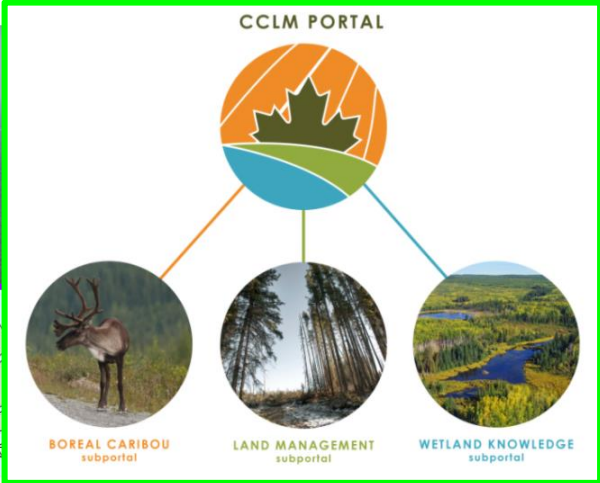 CCLM PORTAL
BOREAL CARIBOU
subportal
LAND MANAGEMENT
subportal
WETLAND KNOWLEDGE
subportal